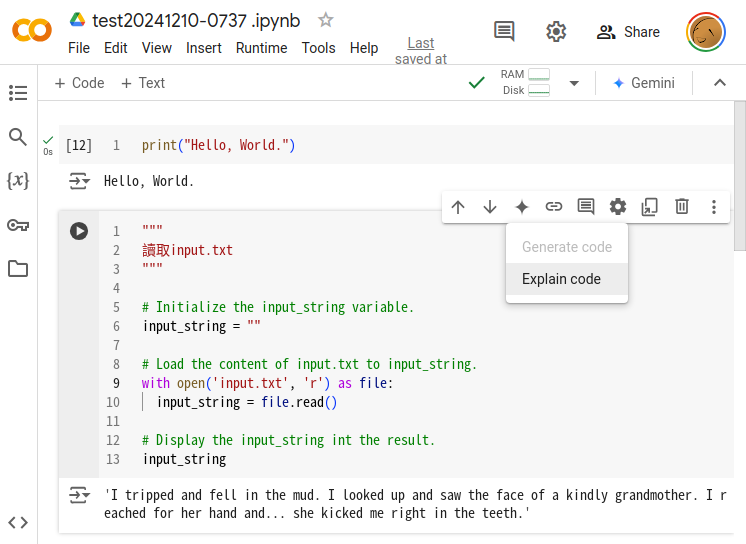 test20241210-0737 .ipynb
File Edit View Insert Runtime Tools Help
Last
saved at
Share
+ Code + Text
RAM
Disk
Gemini
0s
[12] 1 print("Hello, World.")
Hello, World.
1 """
2 讀取input.txt
3 """
4
5 # Initialize the input_string variable.
6 input_string = ""
7
8 # Load the content of input.txt to input_string.
9 with open('input.txt', 'r') as file:
10 input_string = file.read()
11
12 # Display the input_string int the result.
13 input_string
Generate code
Explain code
'I tripped and fell in the mud. I looked up and saw the face of a kindly grandmother. I r
eached for her hand and... she kicked me right in the teeth.'